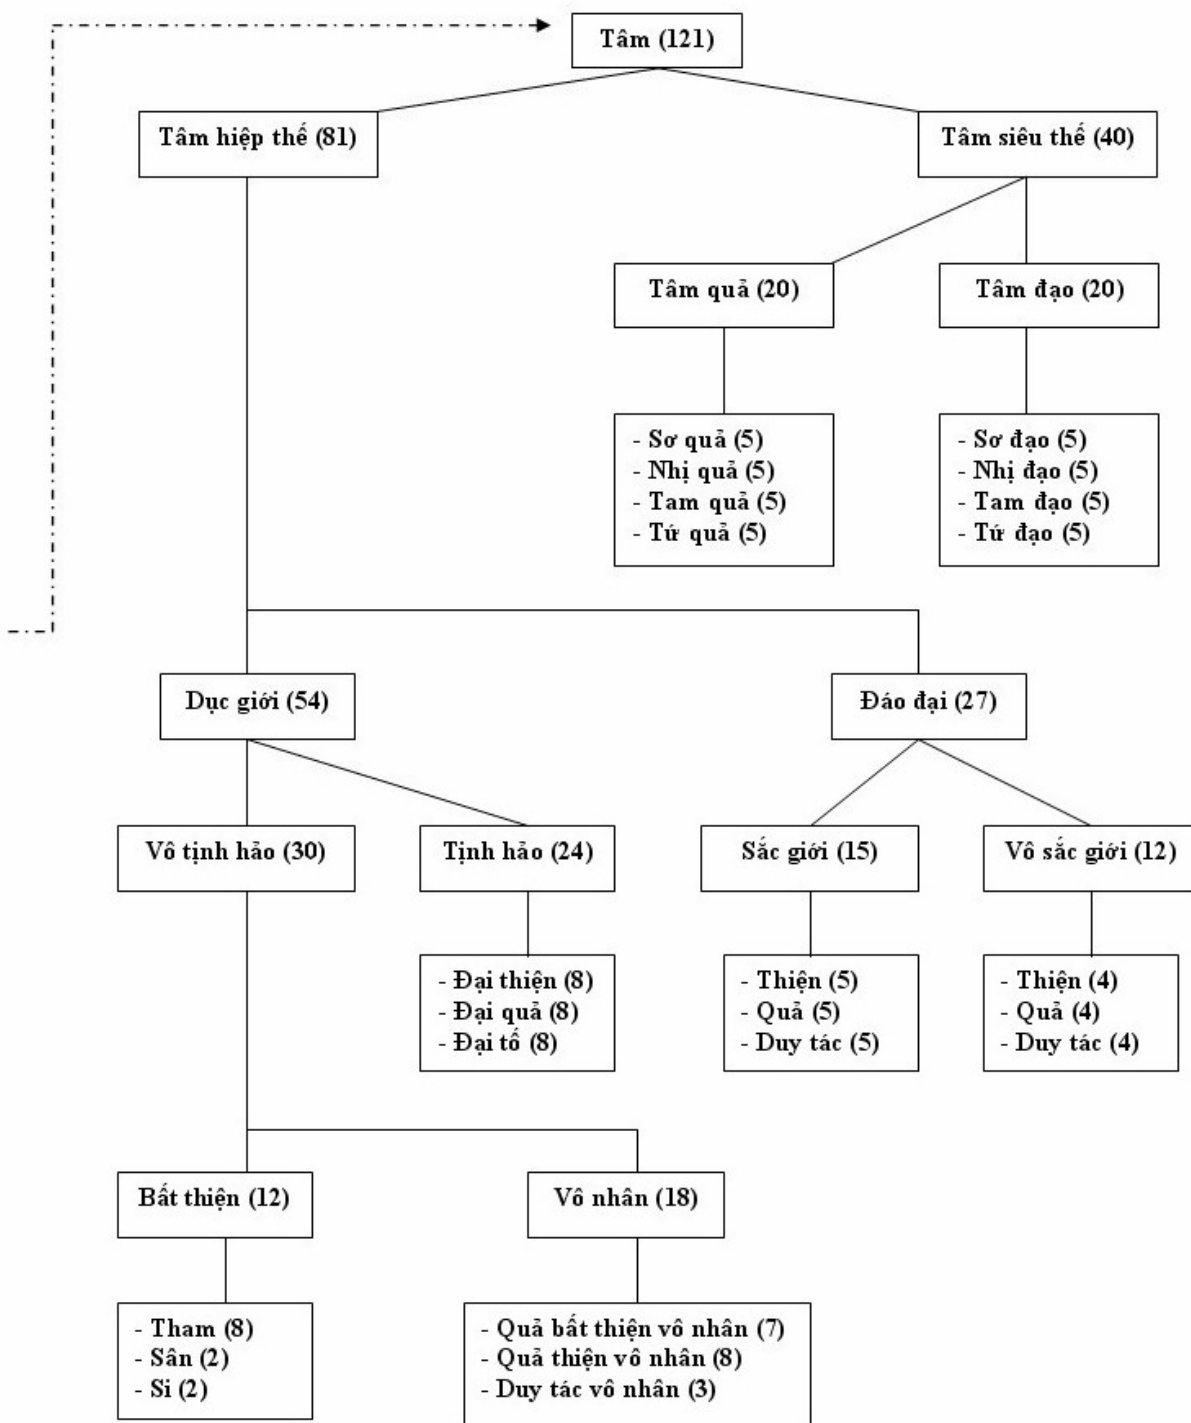 Tâm (121)
Tâm hiệp thế (81)
Tâm siêu thế (40)
Tâm quả (20)
Tâm đạo (20)
- Sơ quả (5)
- Nhị quả (5)
- Tam quả (5)
- Tứ quả (5)
- Sơ đạo (5)
- Nhị đạo (5)
- Tam đạo (5)
- Tứ đạo (5)
Dục giới (54)
Đáo đại (27)
Vô tịnh hảo (30)
Tịnh hảo (24)
Sắc giới (15)
Vô sắc giới (12)
- Đại thiện (8)
- Đại quả (8)
- Đại tố (8)
- Thiện (5)
- Quả (5)
- Duy tác (5)
- Thiện (4)
- Quả (4)
- Duy tác (4)
Bất thiện (12)
Vô nhân (18)
- Tham (8)
- Sân (2)
- Si (2)
- Quả bất thiện vô nhân (7)
- Quả thiện vô nhân (8)
- Duy tác vô nhân (3)